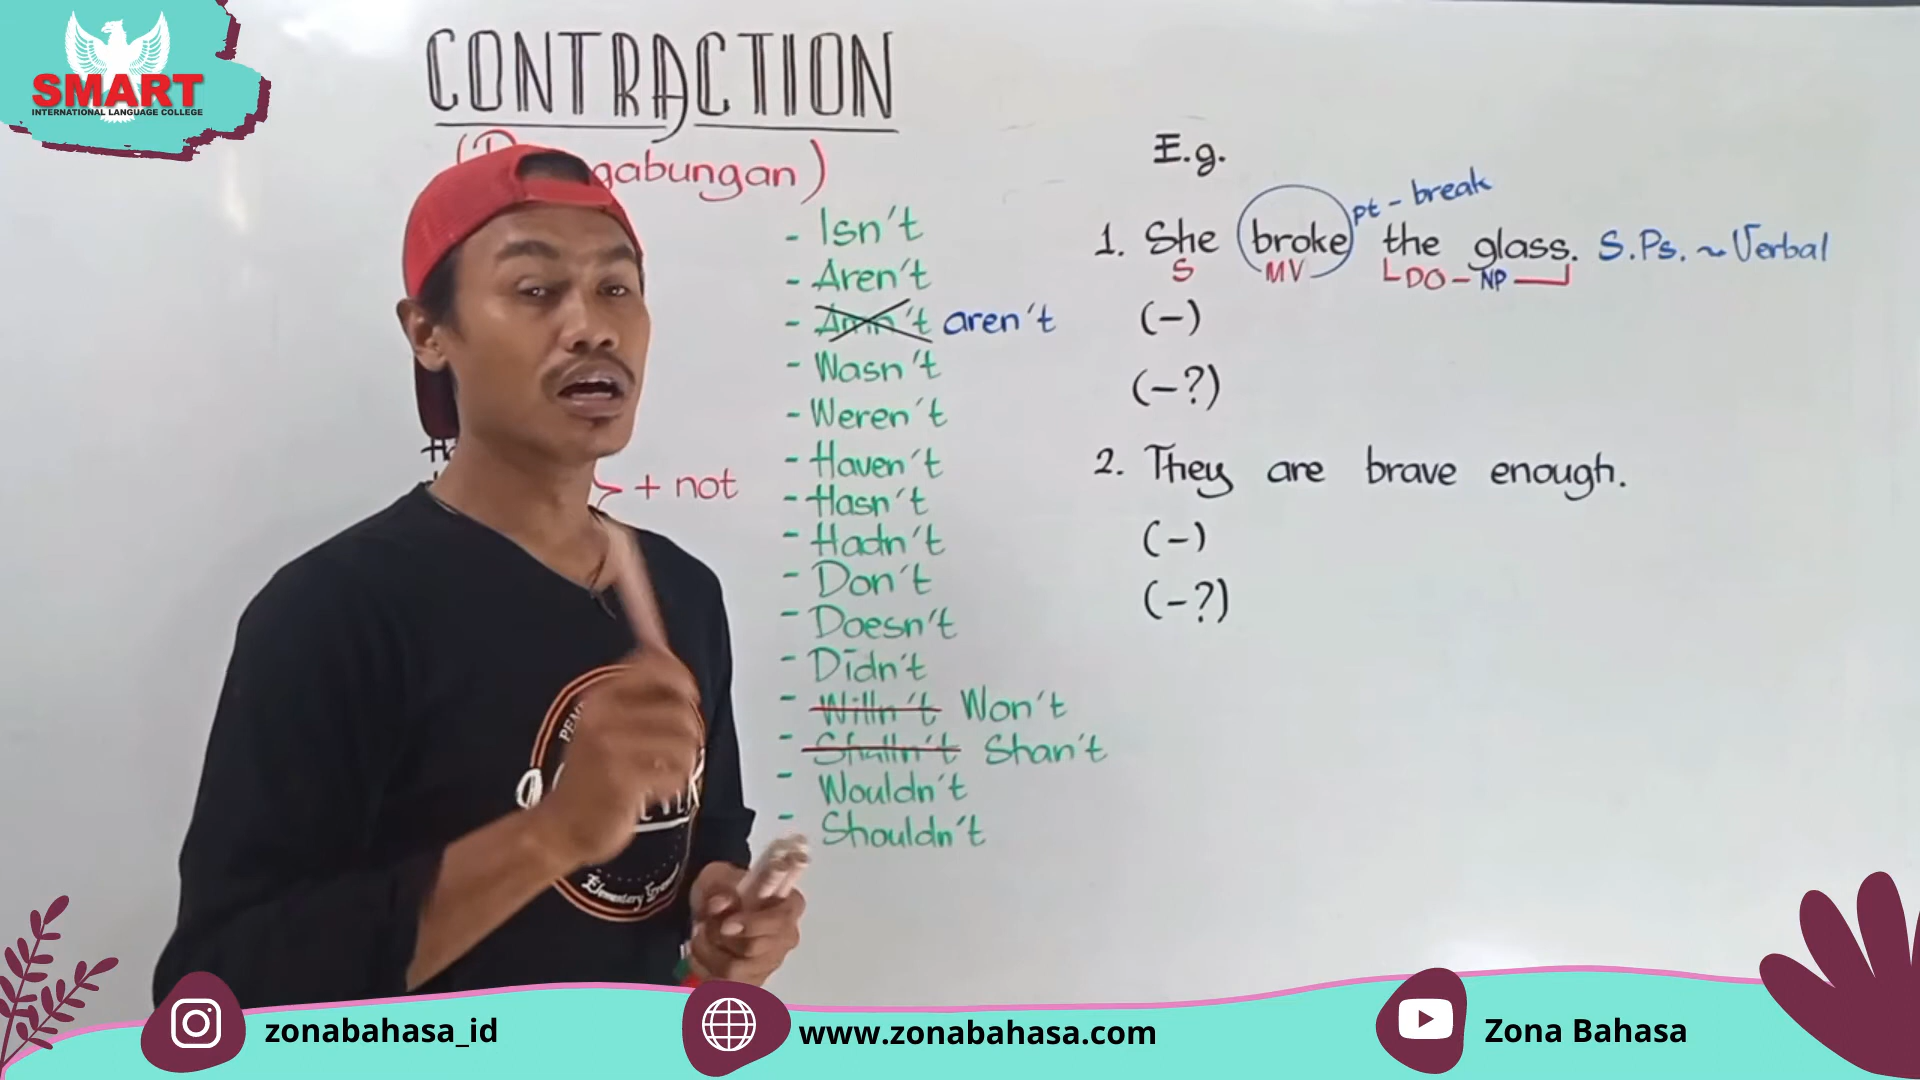 SMART
INTERNATIONAL LANGUAGE COLLEGE
CONTRACTION
gabungan)
+ not
- Isn't
- Aren't
- Amn't aren't
- Wasn't
- Weren't
- Haven't
- Hasn't
- Hadn't
- Don't
- Doesn't
- Didn't
- Willn't Won't
- Shalln't Shan't
- Wouldn't
- Shouldn't
E.g.
pt - break
1. She broke the glass. S.Ps. ~ Verbal
S MV DO - NP
(-)
(-?)
2. They are brave enough.
(-)
(-?)
Elementary
zonabahasa_id
www.zonabahasa.com
Zona Bahasa